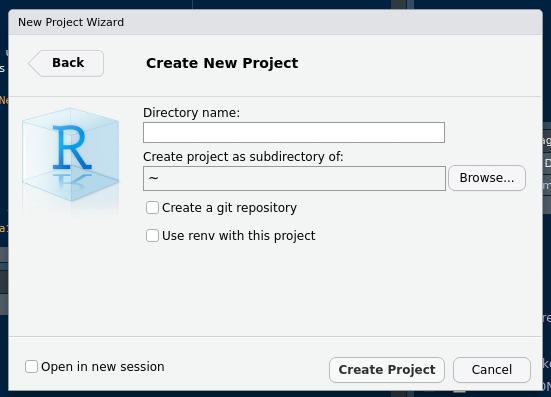 New Project Wizard
Back
Create New Project
R
Directory name:
Create project as subdirectory of:
~
Browse...
Create a git repository
Use renv with this project
Open in new session
Create Project
Cancel